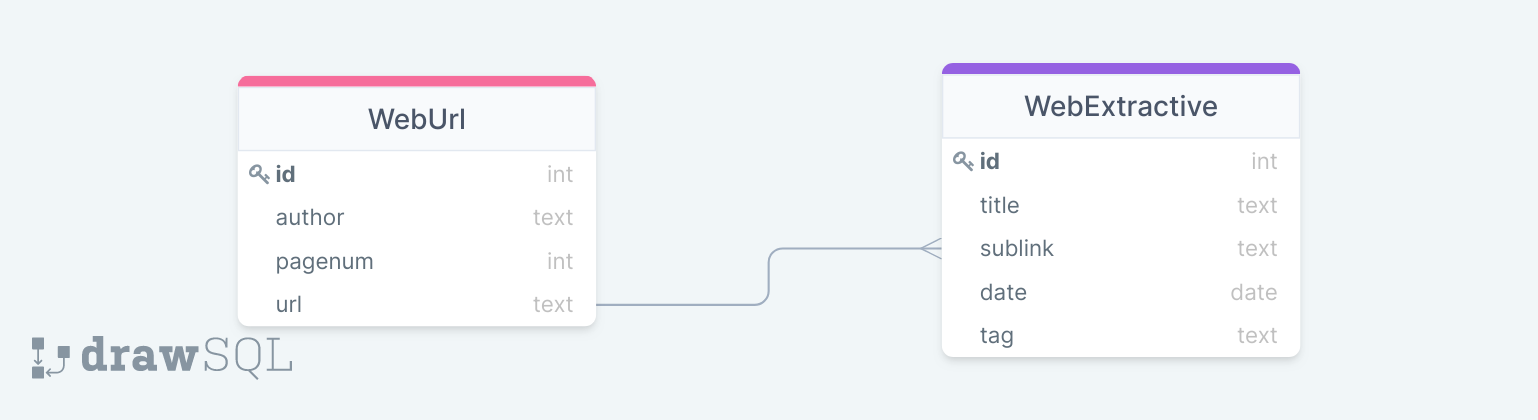 WebUrl
id int
author text
pagenum int
url text
WebExtractive
id int
title text
sublink text
date date
tag text
drawSQL